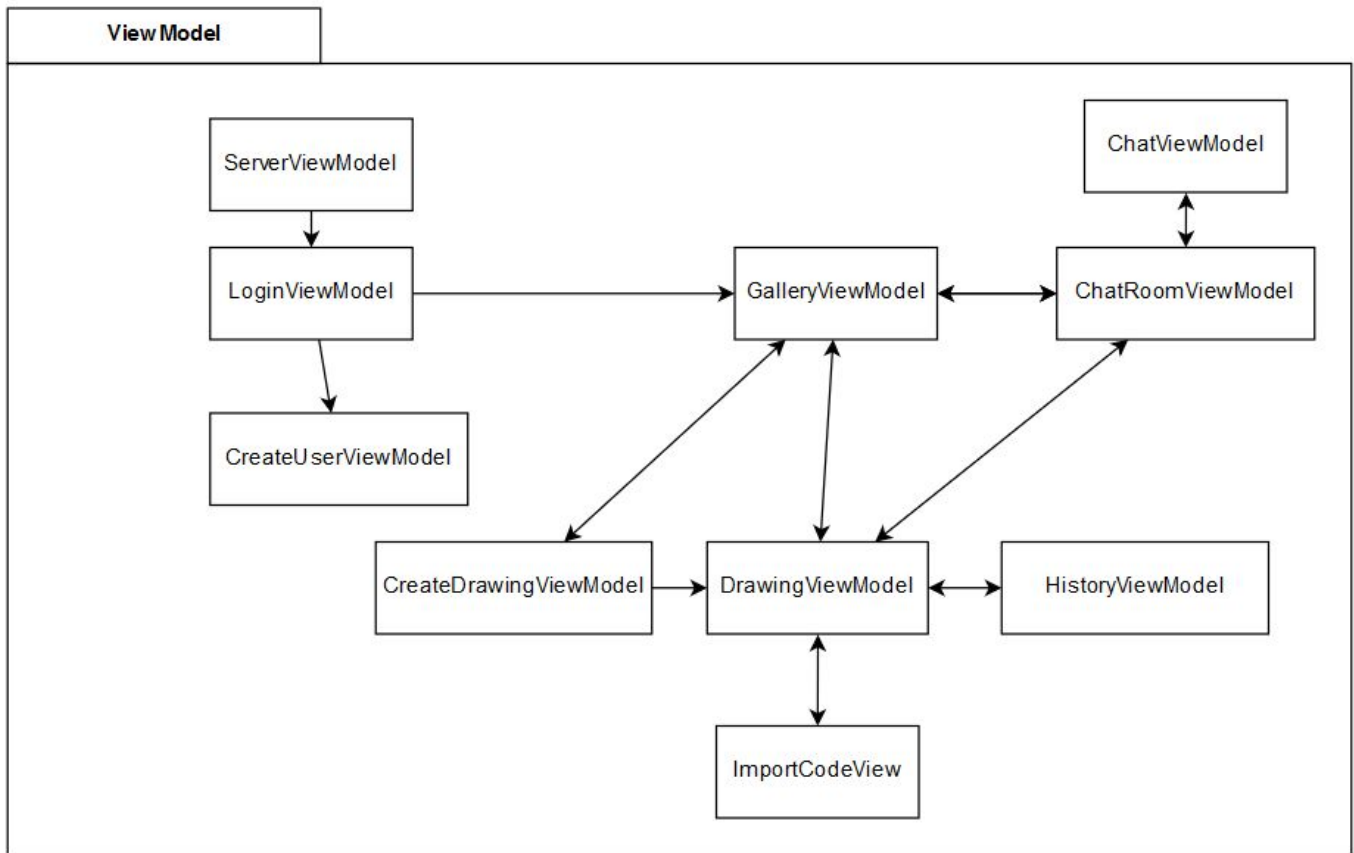 View Model
ServerViewModel
ChatViewModel
LoginViewModel
GalleryViewModel
ChatRoomViewModel
CreateUserViewModel
CreateDrawingViewModel
DrawingViewModel
HistoryViewModel
ImportCodeView